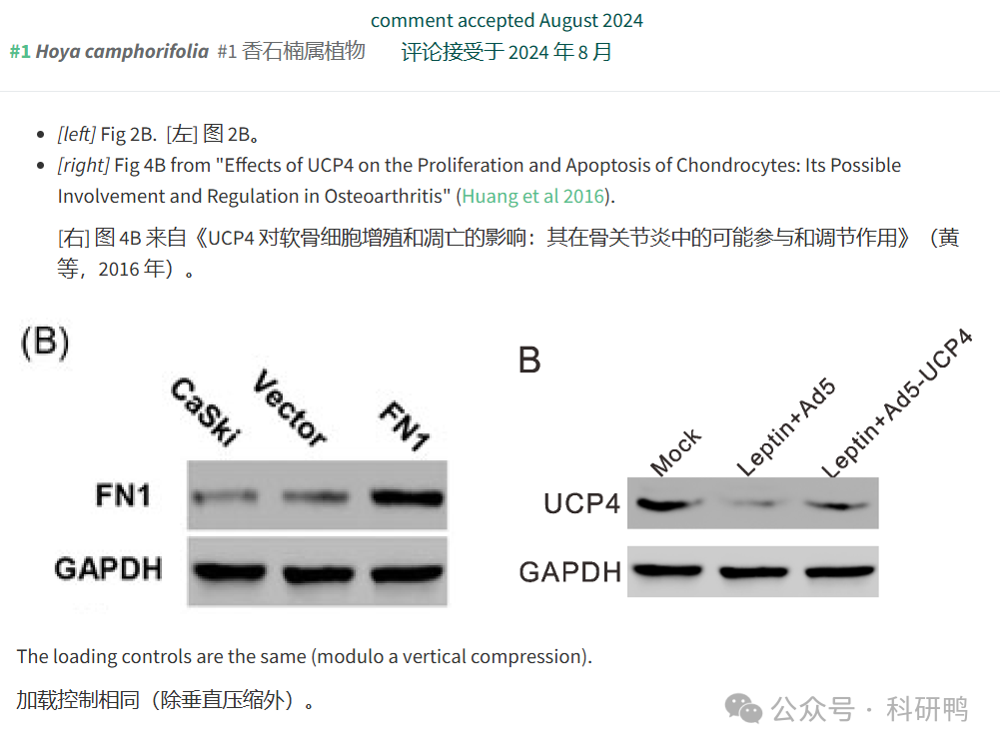 comment accepted August 2024
#1 Hoya camphorifolia #1 香石楠属植物 评论接受于 2024 年 8 月
[left] Fig 2B. [左] 图 2B。
[right] Fig 4B from "Effects of UCP4 on the Proliferation and Apoptosis of Chondrocytes: Its Possible
Involvement and Regulation in Osteoarthritis" (Huang et al 2016).
[右] 图 4B 来自《UCP4 对软骨细胞增殖和凋亡的影响：其在骨关节炎中的可能参与和调节作用》（黄
等，2016 年）。
(B)
CaSki Vector FN1
FN1
GAPDH
B
Mock Leptin+Ad5 Leptin+Ad5-UCP4
UCP4
GAPDH
The loading controls are the same (modulo a vertical compression).
加载控制相同（除垂直压缩外）。
公众号 · 科研鸭